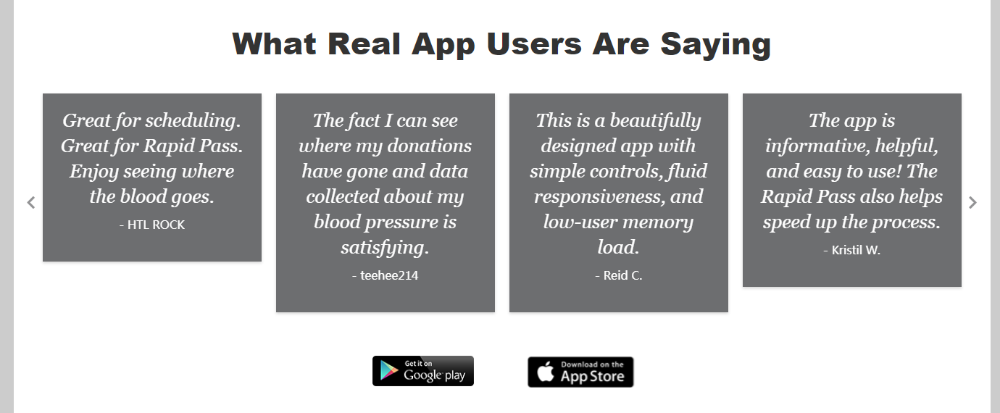 What Real App Users Are Saying
Great for scheduling.
Great for Rapid Pass.
Enjoy seeing where
the blood goes.
- HTL ROCK
The fact I can see
where my donations
have gone and data
collected about my
blood pressure is
satisfying.
- teehee214
This is a beautifully
designed app with
simple controls, fluid
responsiveness, and
low-user memory
load.
- Reid C.
The app is
informative, helpful,
and easy to use! The
Rapid Pass also helps
speed up the process.
- Kristil W.
Get it on
Google play
Download on the
App Store